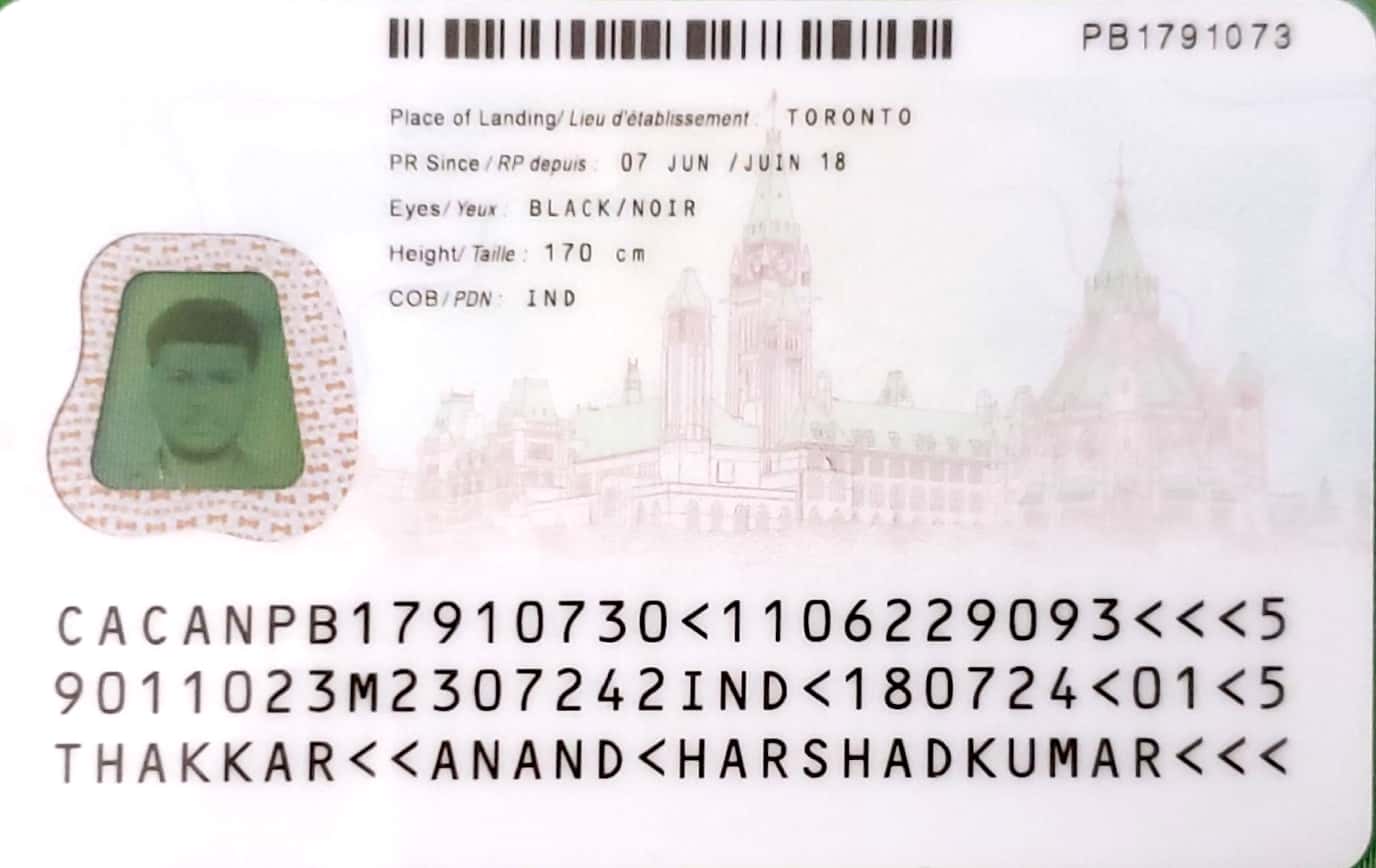 PB1791073
Place of Landing/ Lieu d'établissement : TORONTO
PR Since / RP depuis : 07 JUN /JUIN 18
Eyes/ Yeux : BLACK/NOIR
Height/ Taille : 170 cm
COB/PDN : IND
CACANPB17910730<1106229093<<<5
9011023M2307242IND<180724<01<5
THAKKAR<<ANAND<HARSHADKUMAR<<<